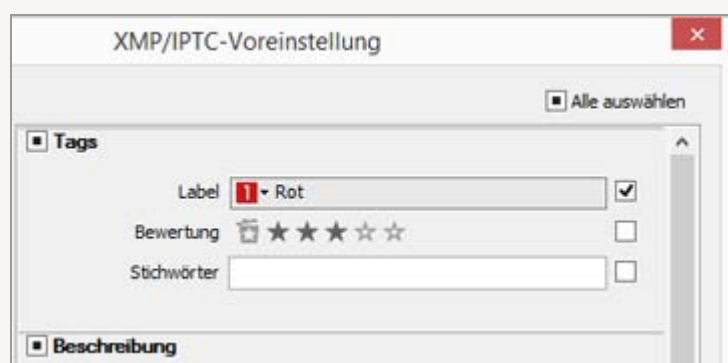 XMP/IPTC-Voreinstellung
Alle auswählen
Tags
Label 1 Rot
Bewertung
Stichwörter
Beschreibung